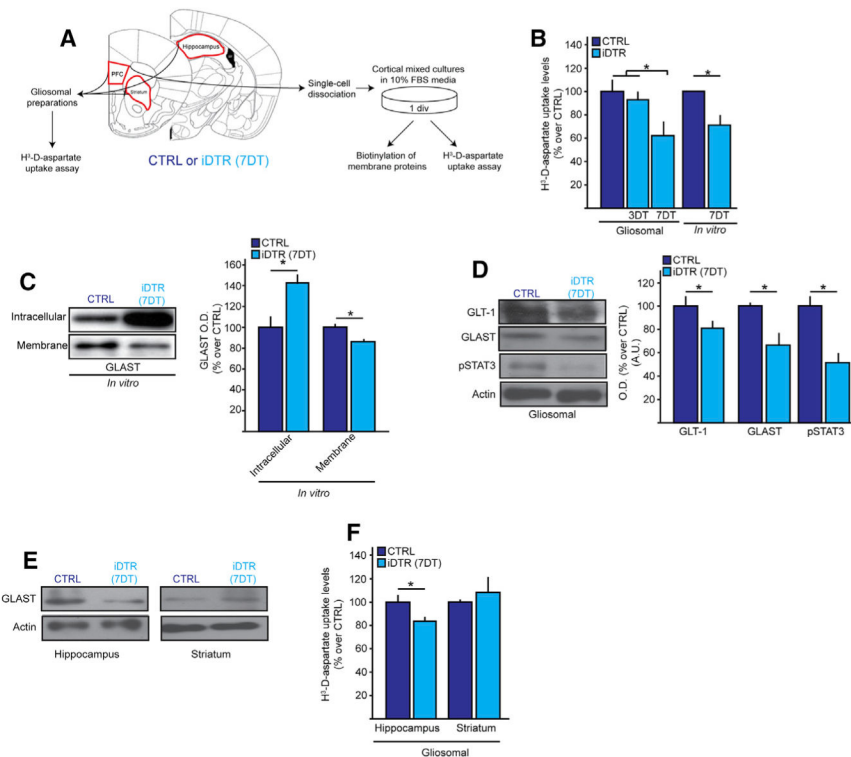 A
Hippocampus
PFC
Striatum
Gliosomal
preparations
H³-D-aspartate
uptake assay
CTRL or iDTR (7DT)
Single-cell
dissociation
Cortical mixed cultures
in 10% FBS media
1 div
Biotinylation of
membrane proteins
H³-D-aspartate
uptake assay
B
CTRL
iDTR
H³-D-aspartate uptake levels
(% over CTRL)
140
120
100
80
60
40
20
*
*
3DT 7DT 7DT
Gliosomal In vitro
C
CTRL iDTR
(7DT)
Intracellular
Membrane
GLAST
In vitro
CTRL
iDTR (7DT)
GLAST O.D.
(% over CTRL)
160
140
120
100
80
60
40
20
*
*
Intracellular Membrane
In vitro
D
CTRL iDTR
(7DT)
GLT-1
GLAST
pSTAT3
Actin
Gliosomal
CTRL
iDTR (7DT)
O.D. (% over CTRL)
(A.U.)
120
100
80
60
40
20
* * *
GLT-1 GLAST pSTAT3
E
CTRL iDTR
(7DT) CTRL iDTR
(7DT)
GLAST
Actin
Hippocampus Striatum
F
CTRL
iDTR (7DT)
H³-D-aspartate uptake levels
(% over CTRL)
140
120
100
80
60
40
20
*
Hippocampus Striatum
Gliosomal